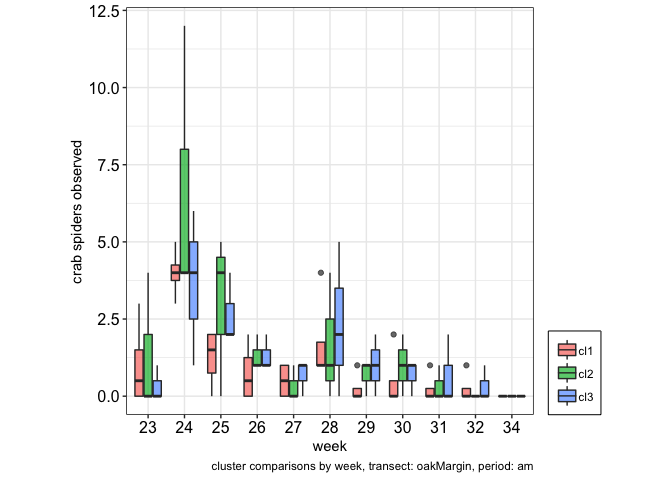 crab spiders observed
12.5
10.0
7.5
5.0
2.5
0.0
23 24 25 26 27 28 29 30 31 32 34
week
cl1
cl2
cl3
cluster comparisons by week, transect: oakMargin, period: am